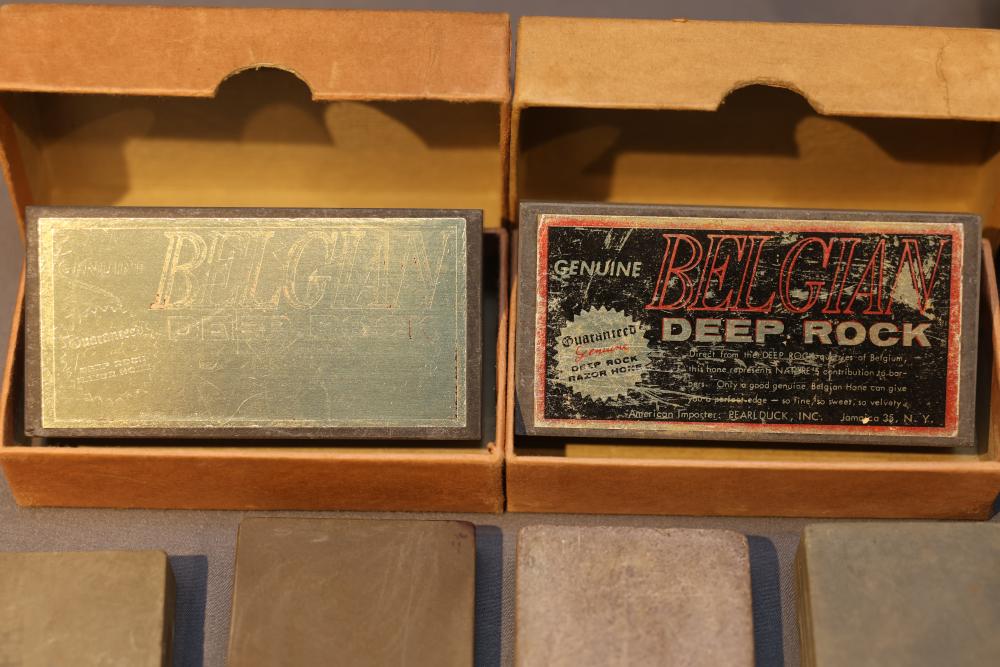 GENUINE
BELGIAN
DEEP ROCK
Guaranteed
DEEP ROCK
RAZOR HONE
GENUINE
BELGIAN
DEEP ROCK
Guaranteed
Genuine
DEEP ROCK
RAZOR HONE
Direct from the DEEP ROCK quarries of Belgium,
this hone represents NATURE'S contribution to bar-
bers. Only a good genuine Belgian Hone can give
you a perfect edge — so fine, so sweet, so velvety.
American Importer: PEARLDUCK, INC. Jamaica 35, N. Y.